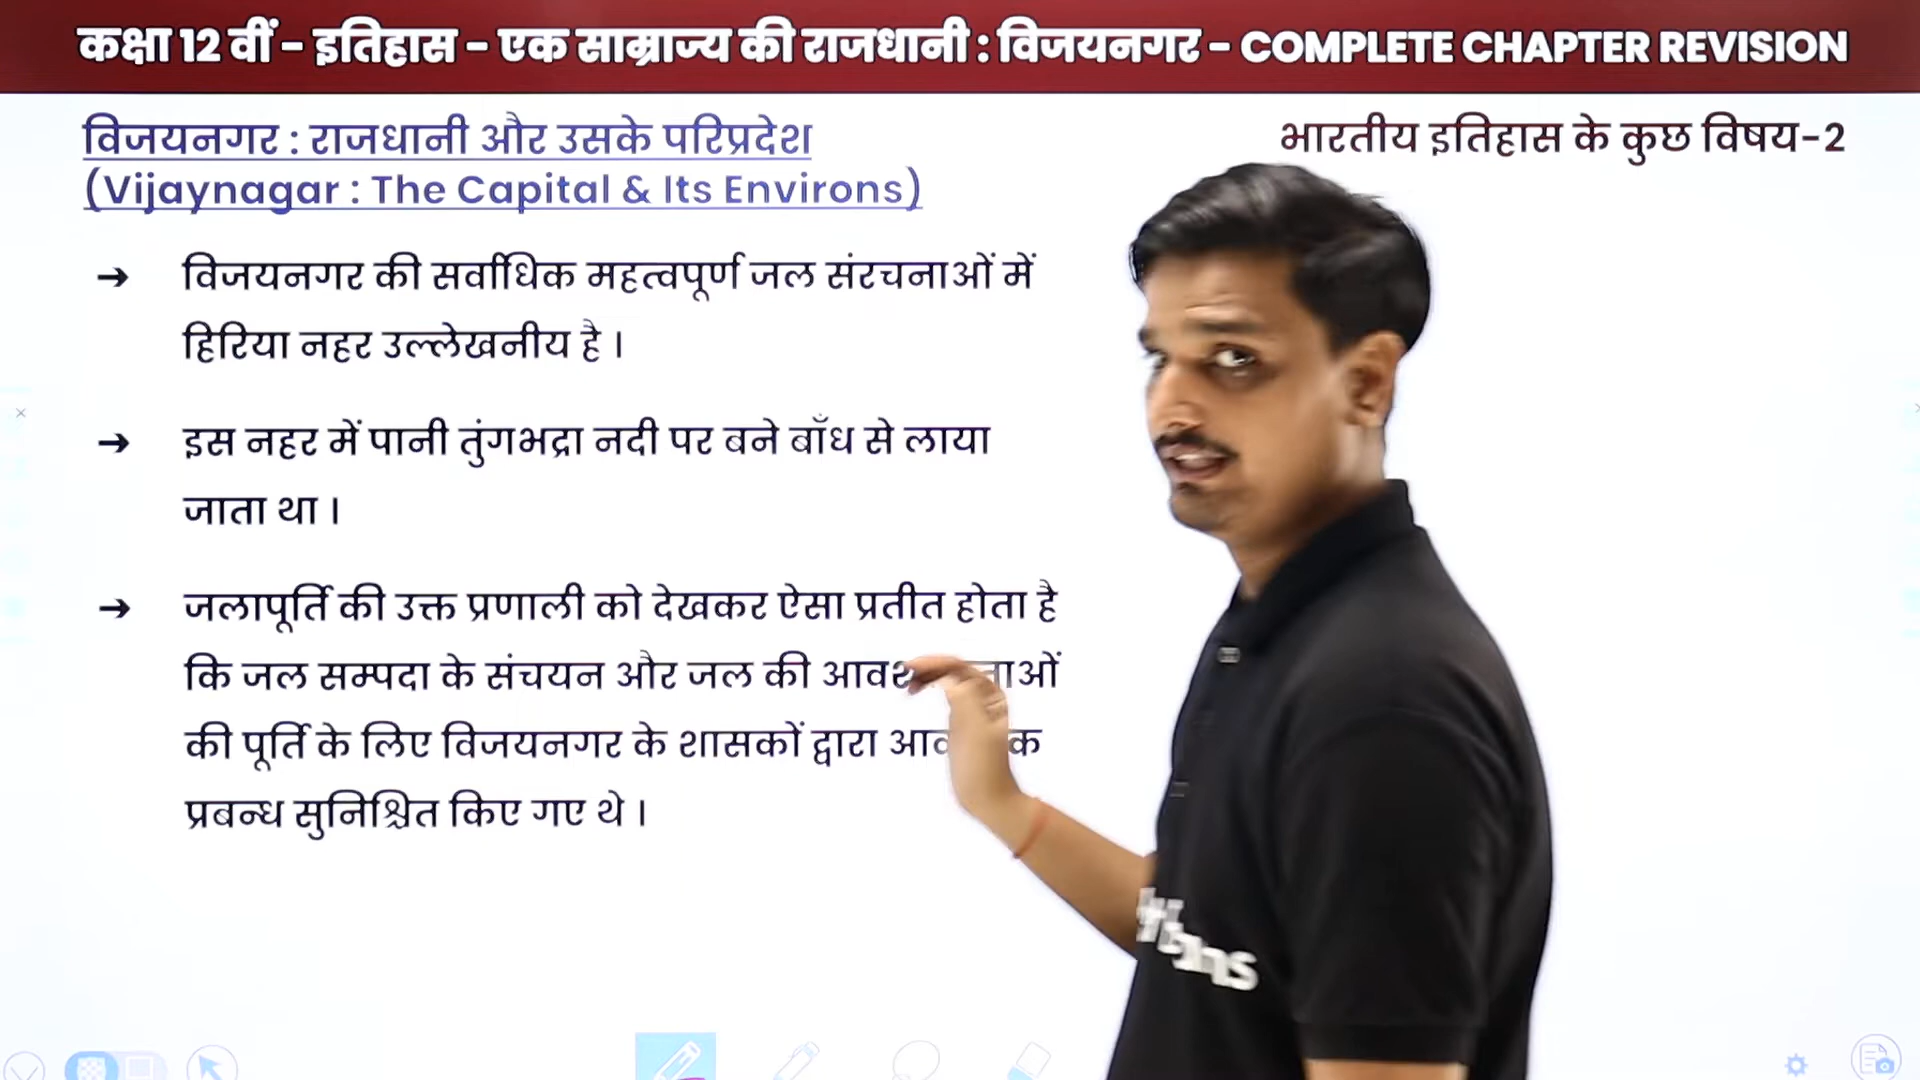 कक्षा 12 वीं - इतिहास - एक साम्राज्य की राजधानी : विजयनगर - COMPLETE CHAPTER REVISION
विजयनगर : राजधानी और उसके परिप्रदेश
(Vijaynagar : The Capital & Its Environs)
भारतीय इतिहास के कुछ विषय-2
→ विजयनगर की सर्वाधिक महत्वपूर्ण जल संरचनाओं में
हिरिया नहर उल्लेखनीय है ।
→ इस नहर में पानी तुंगभद्रा नदी पर बने बाँध से लाया
जाता था ।
→ जलापूर्ति की उक्त प्रणाली को देखकर ऐसा प्रतीत होता है
कि जल सम्पदा के संचयन और जल की
की पूर्ति के लिए विजयनगर के शासकों द्वारा
प्रबन्ध सुनिश्चित किए गए थे ।